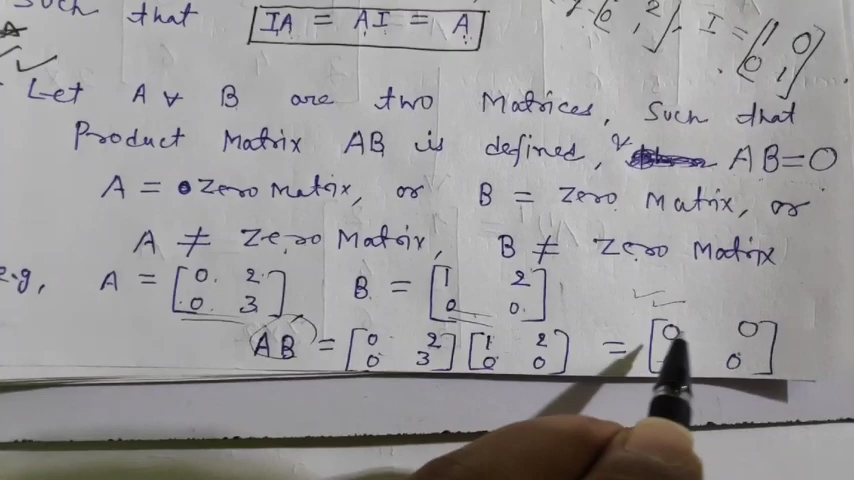 Such that IA = AI = A
[0 , 2], I = [1 0
0 1]
Let A & B are two Matrices, Such that
Product Matrix AB is defined, & AB=0
A = Zero Matrix, or B = Zero Matrix, or
A ≠ Zero Matrix, B ≠ Zero Matrix
e.g, A = [0 2 B = [1 2
0 3] 0 0]
AB = [0 2 [1 2 = [0 0
0 3] 0 0] 0]